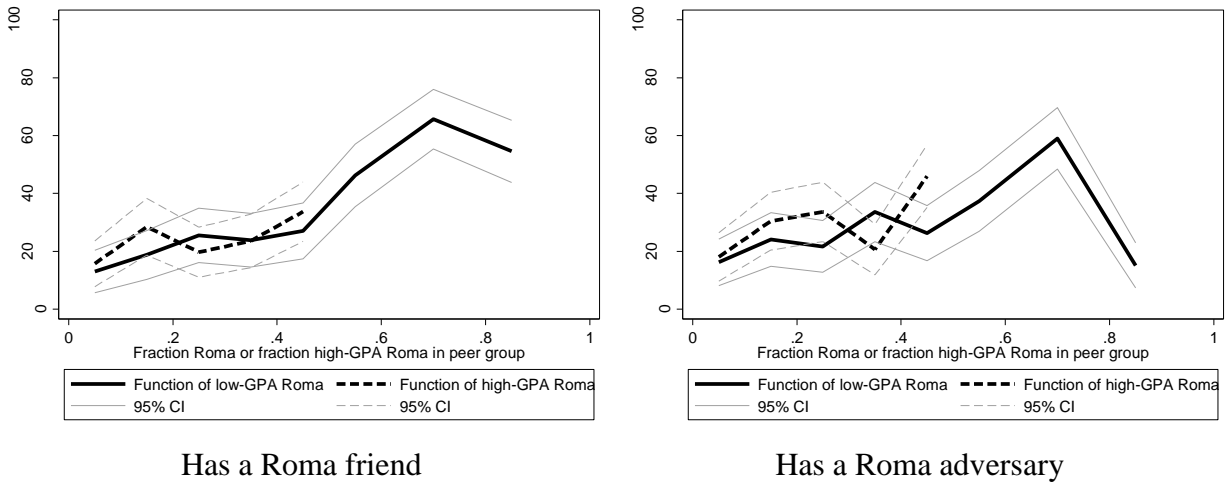 100
80
60
40
20
0
0 .2 .4 .6 .8 1
Fraction Roma or fraction high-GPA Roma in peer group
Function of low-GPA Roma Function of high-GPA Roma
95% CI 95% CI
Has a Roma friend
100
80
60
40
20
0
0 .2 .4 .6 .8 1
Fraction Roma or fraction high-GPA Roma in peer group
Function of low-GPA Roma Function of high-GPA Roma
95% CI 95% CI
Has a Roma adversary